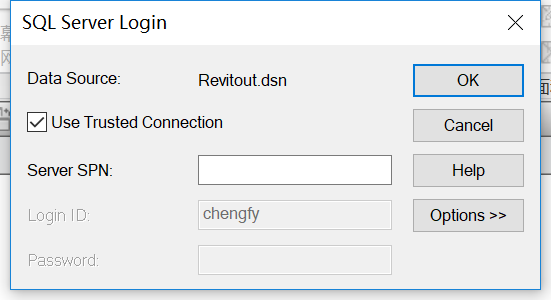 SQL Server Login
Data Source: Revitout.dsn OK
Use Trusted Connection Cancel
Server SPN: Help
Login ID: chengfy Options >>
Password: